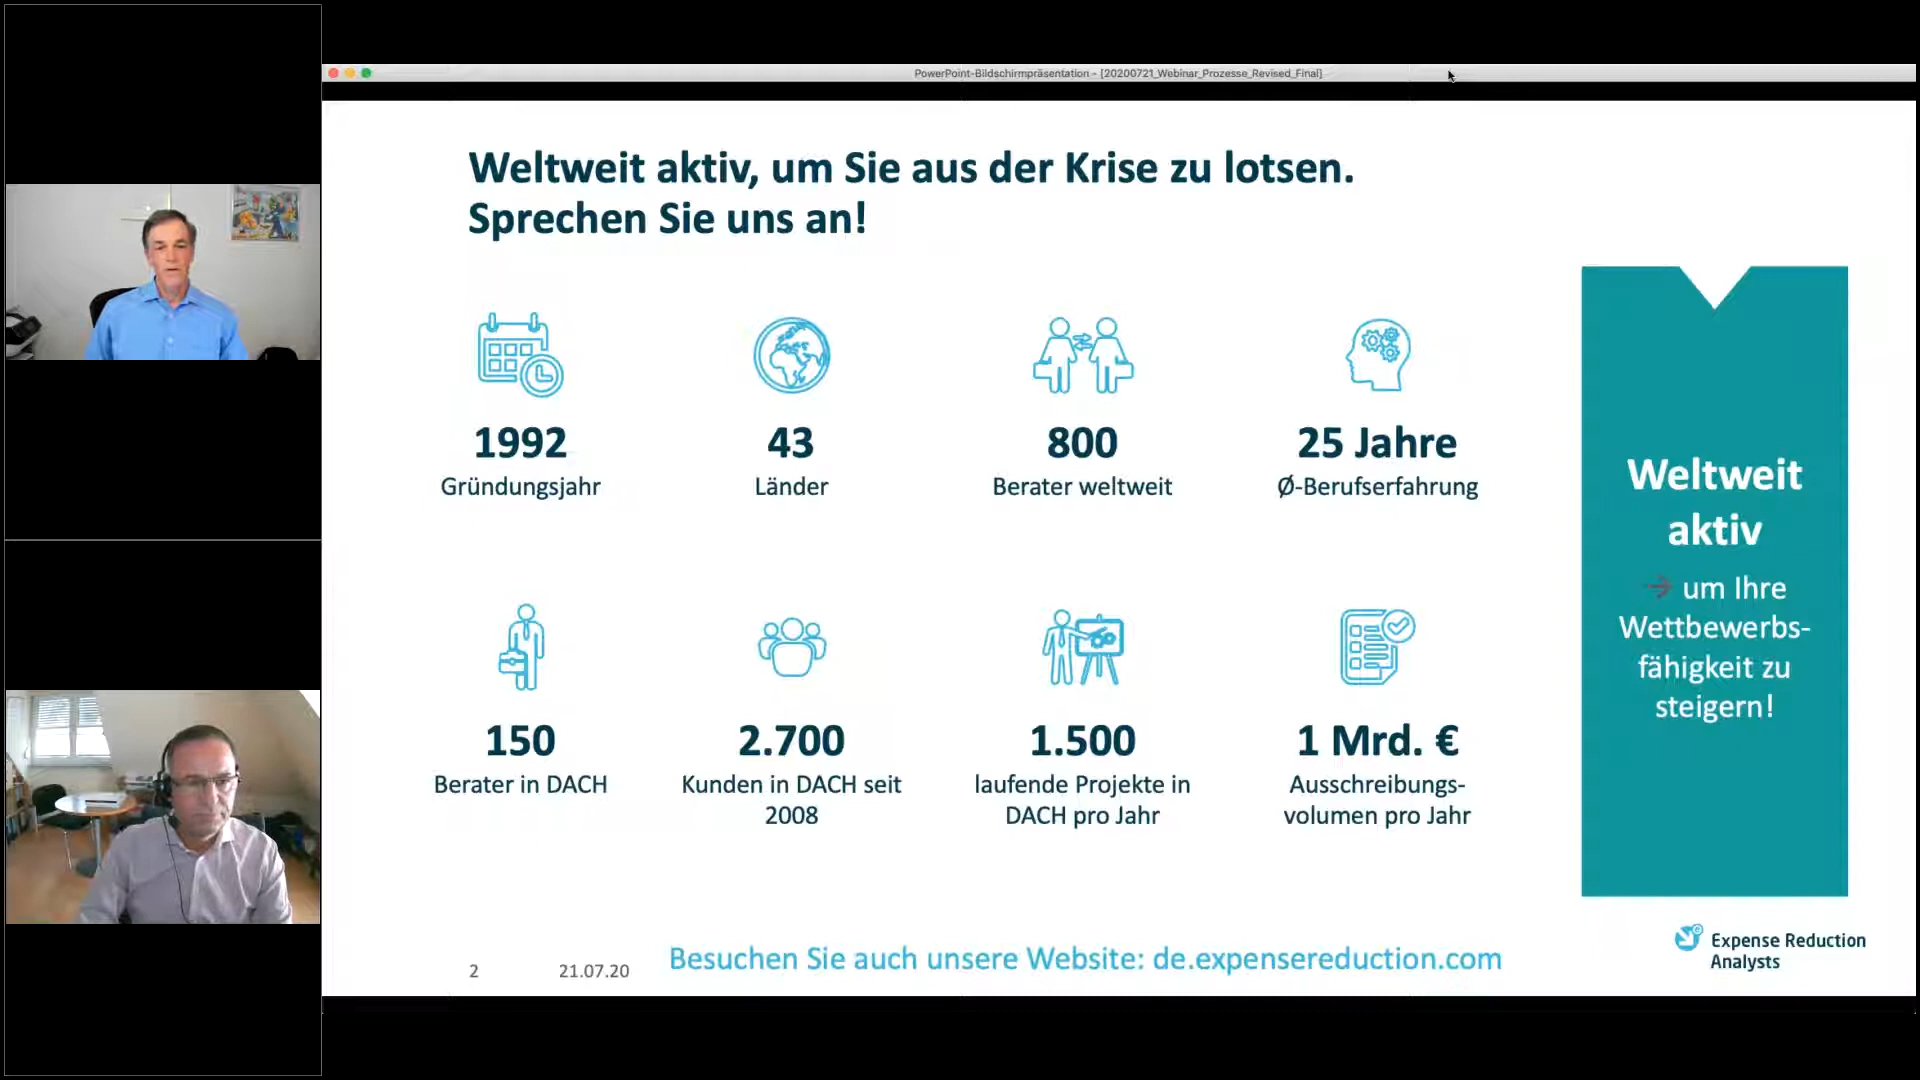 PowerPoint-Bildschirmpräsentation - [20200721_Webinar_Prozesse_Revised_Final]
Weltweit aktiv, um Sie aus der Krise zu lotsen.
Sprechen Sie uns an!
1992
Gründungsjahr
43
Länder
800
Berater weltweit
25 Jahre
Ø-Berufserfahrung
150
Berater in DACH
2.700
Kunden in DACH seit
2008
1.500
laufende Projekte in
DACH pro Jahr
1 Mrd. €
Ausschreibungs-
volumen pro Jahr
Weltweit
aktiv
→ um Ihre
Wettbewerbs-
fähigkeit zu
steigern!
2
21.07.20
Besuchen Sie auch unsere Website: de.expensereduction.com
Expense Reduction
Analysts